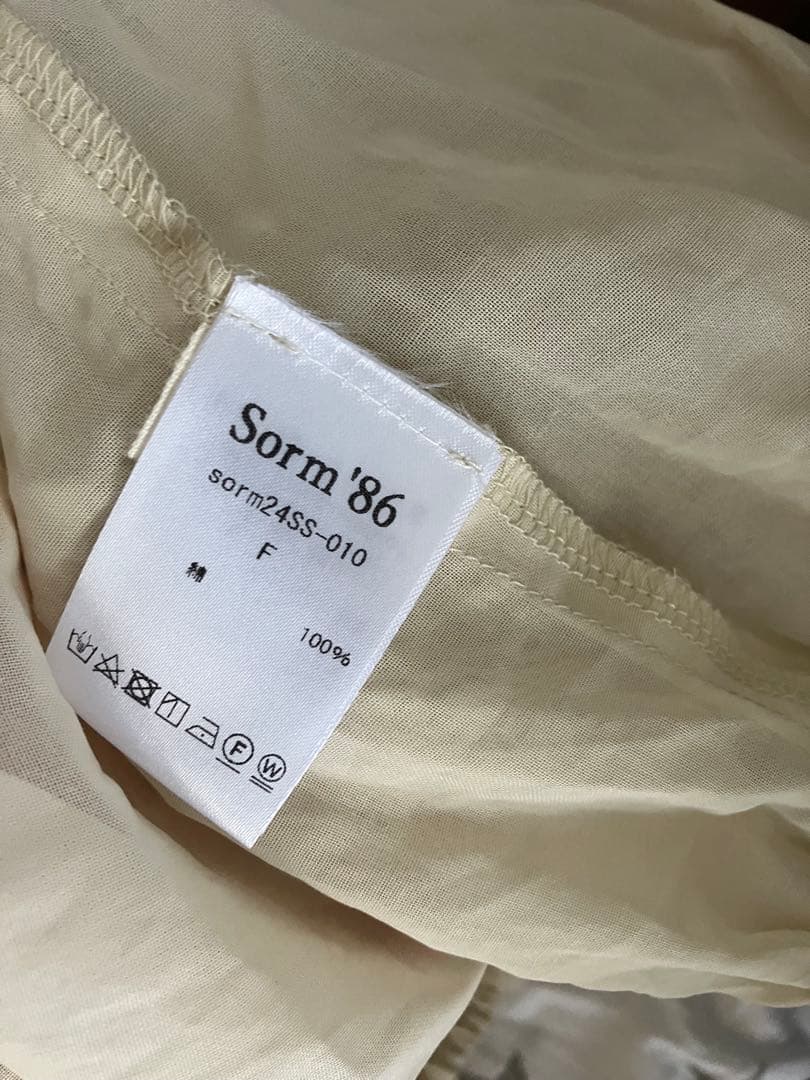 Sorm '86
sorm24SS-010
F
綿 100%
F W